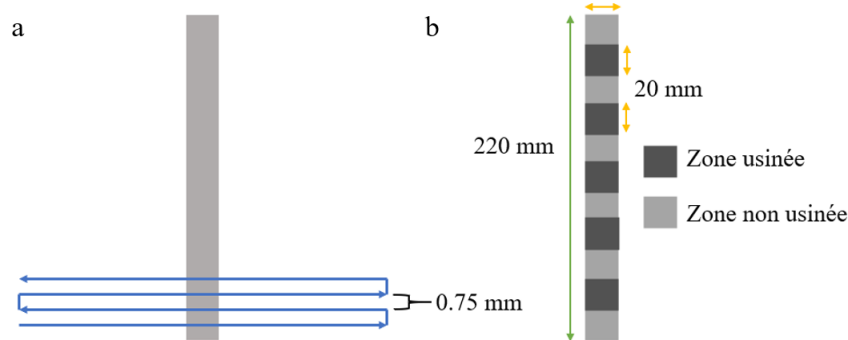 a
b
20 mm
220 mm
Zone usinée
Zone non usinée
0.75 mm